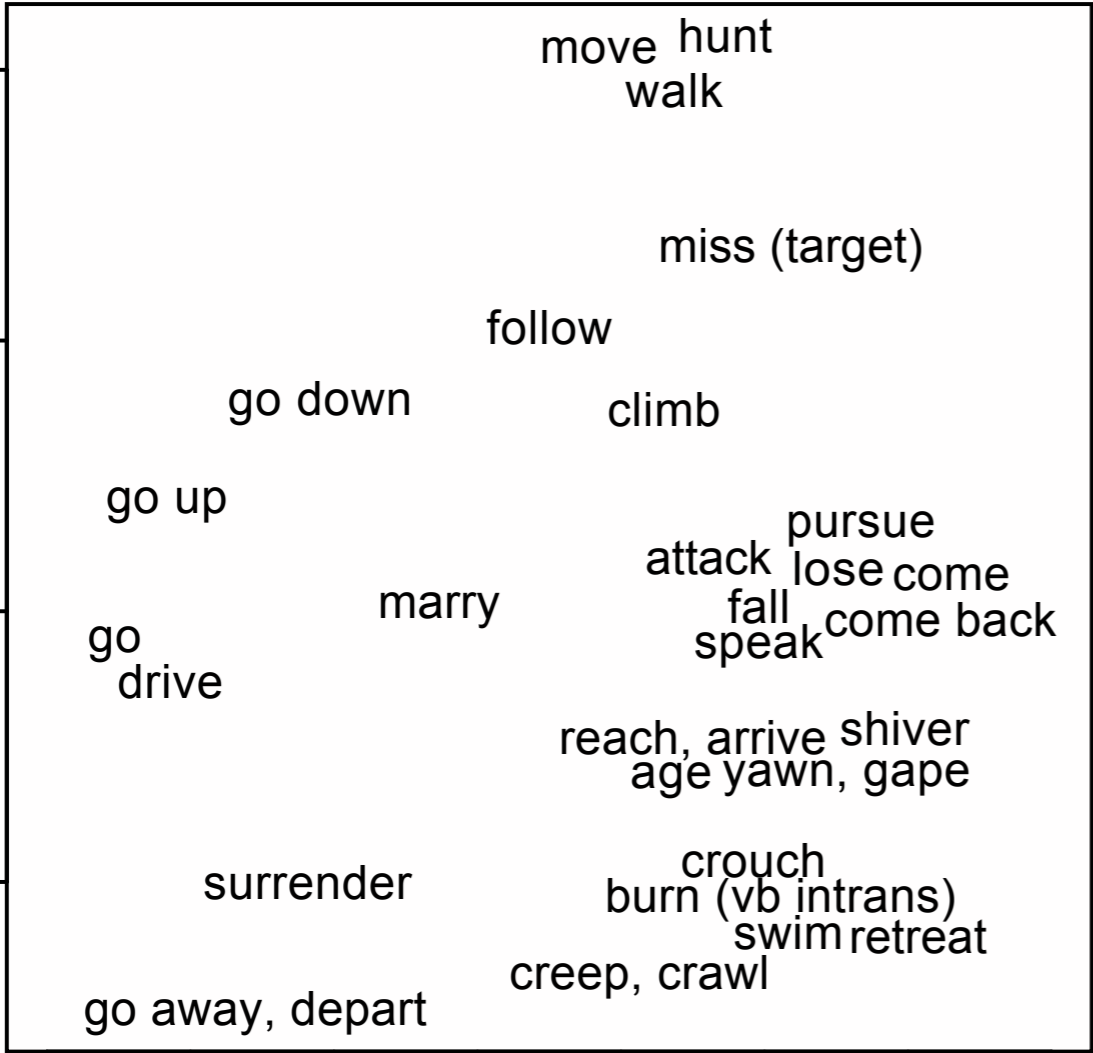 move hunt
walk
miss (target)
follow
go down
climb
go up
pursue
attack lose come
marry
fall come back
go
speak
drive
reach, arrive shiver
age yawn, gape
crouch
surrender
burn (vb intrans)
swim retreat
creep, crawl
go away, depart